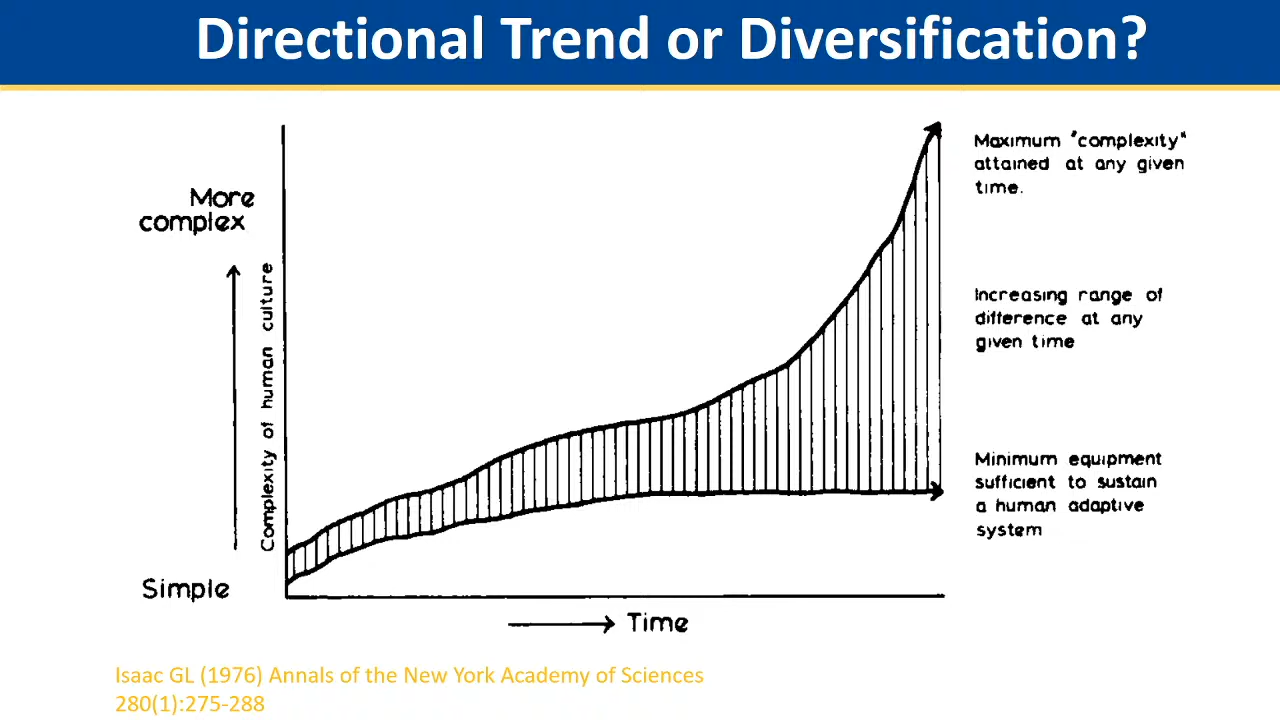 Directional Trend or Diversification?
More
complex
Simple
Complexity of human culture
Maximum "complexity"
attained at any given
time.
Increasing range of
difference at any
given time
Minimum equipment
sufficient to sustain
a human adaptive
system
Time
Isaac GL (1976) Annals of the New York Academy of Sciences
280(1):275-288